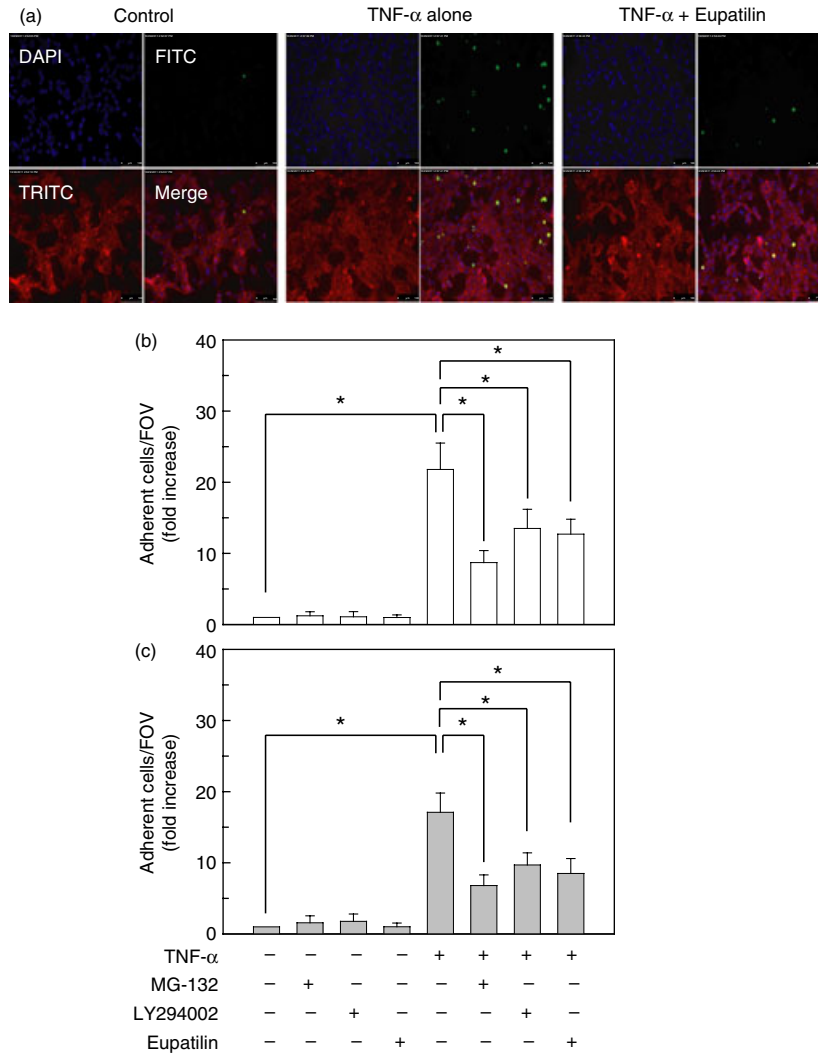 (a) Control TNF-α alone TNF-α + Eupatilin
DAPI FITC
TRITC Merge
(b)
Adherent cells/FOV
(fold increase)
40
30
20
10
0
* * * *
(c)
Adherent cells/FOV
(fold increase)
40
30
20
10
0
* * * *
TNF-α – – – – + + + +
MG-132 – + – – – + – –
LY294002 – – + – – – + –
Eupatilin – – – + – – – +